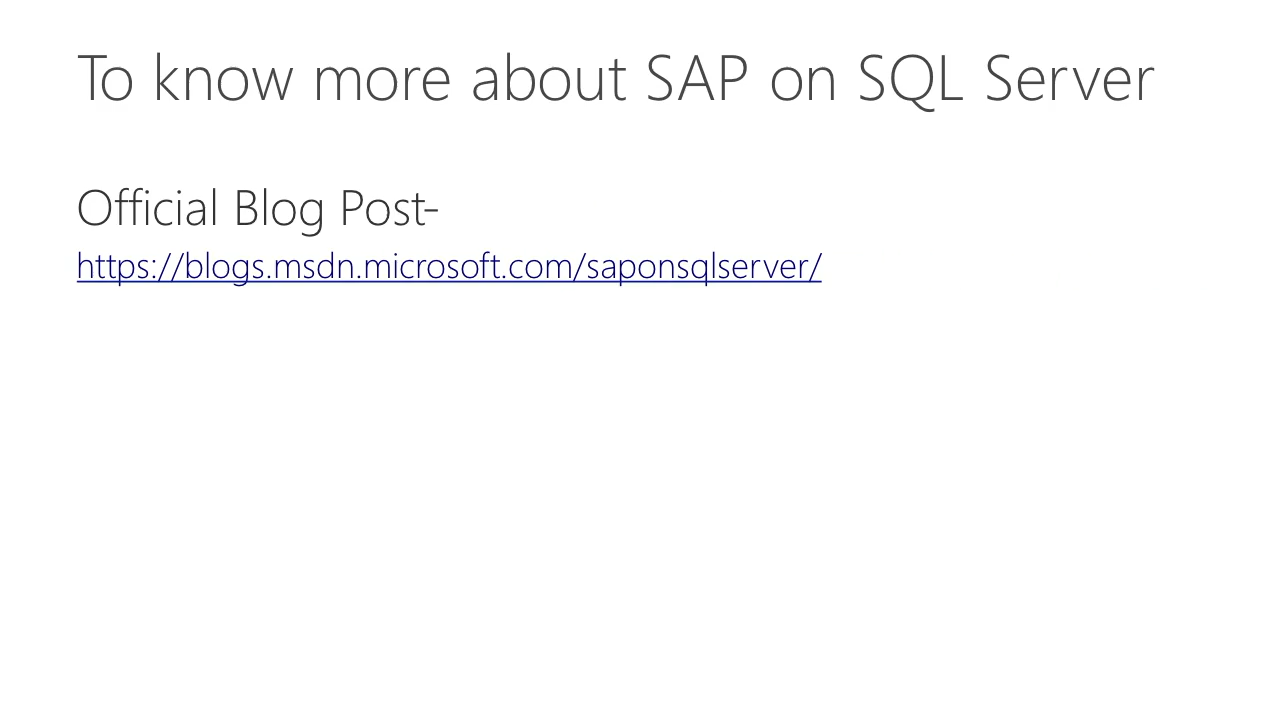 To know more about SAP on SQL Server
Official Blog Post-
https://blogs.msdn.microsoft.com/saponsqlserver/